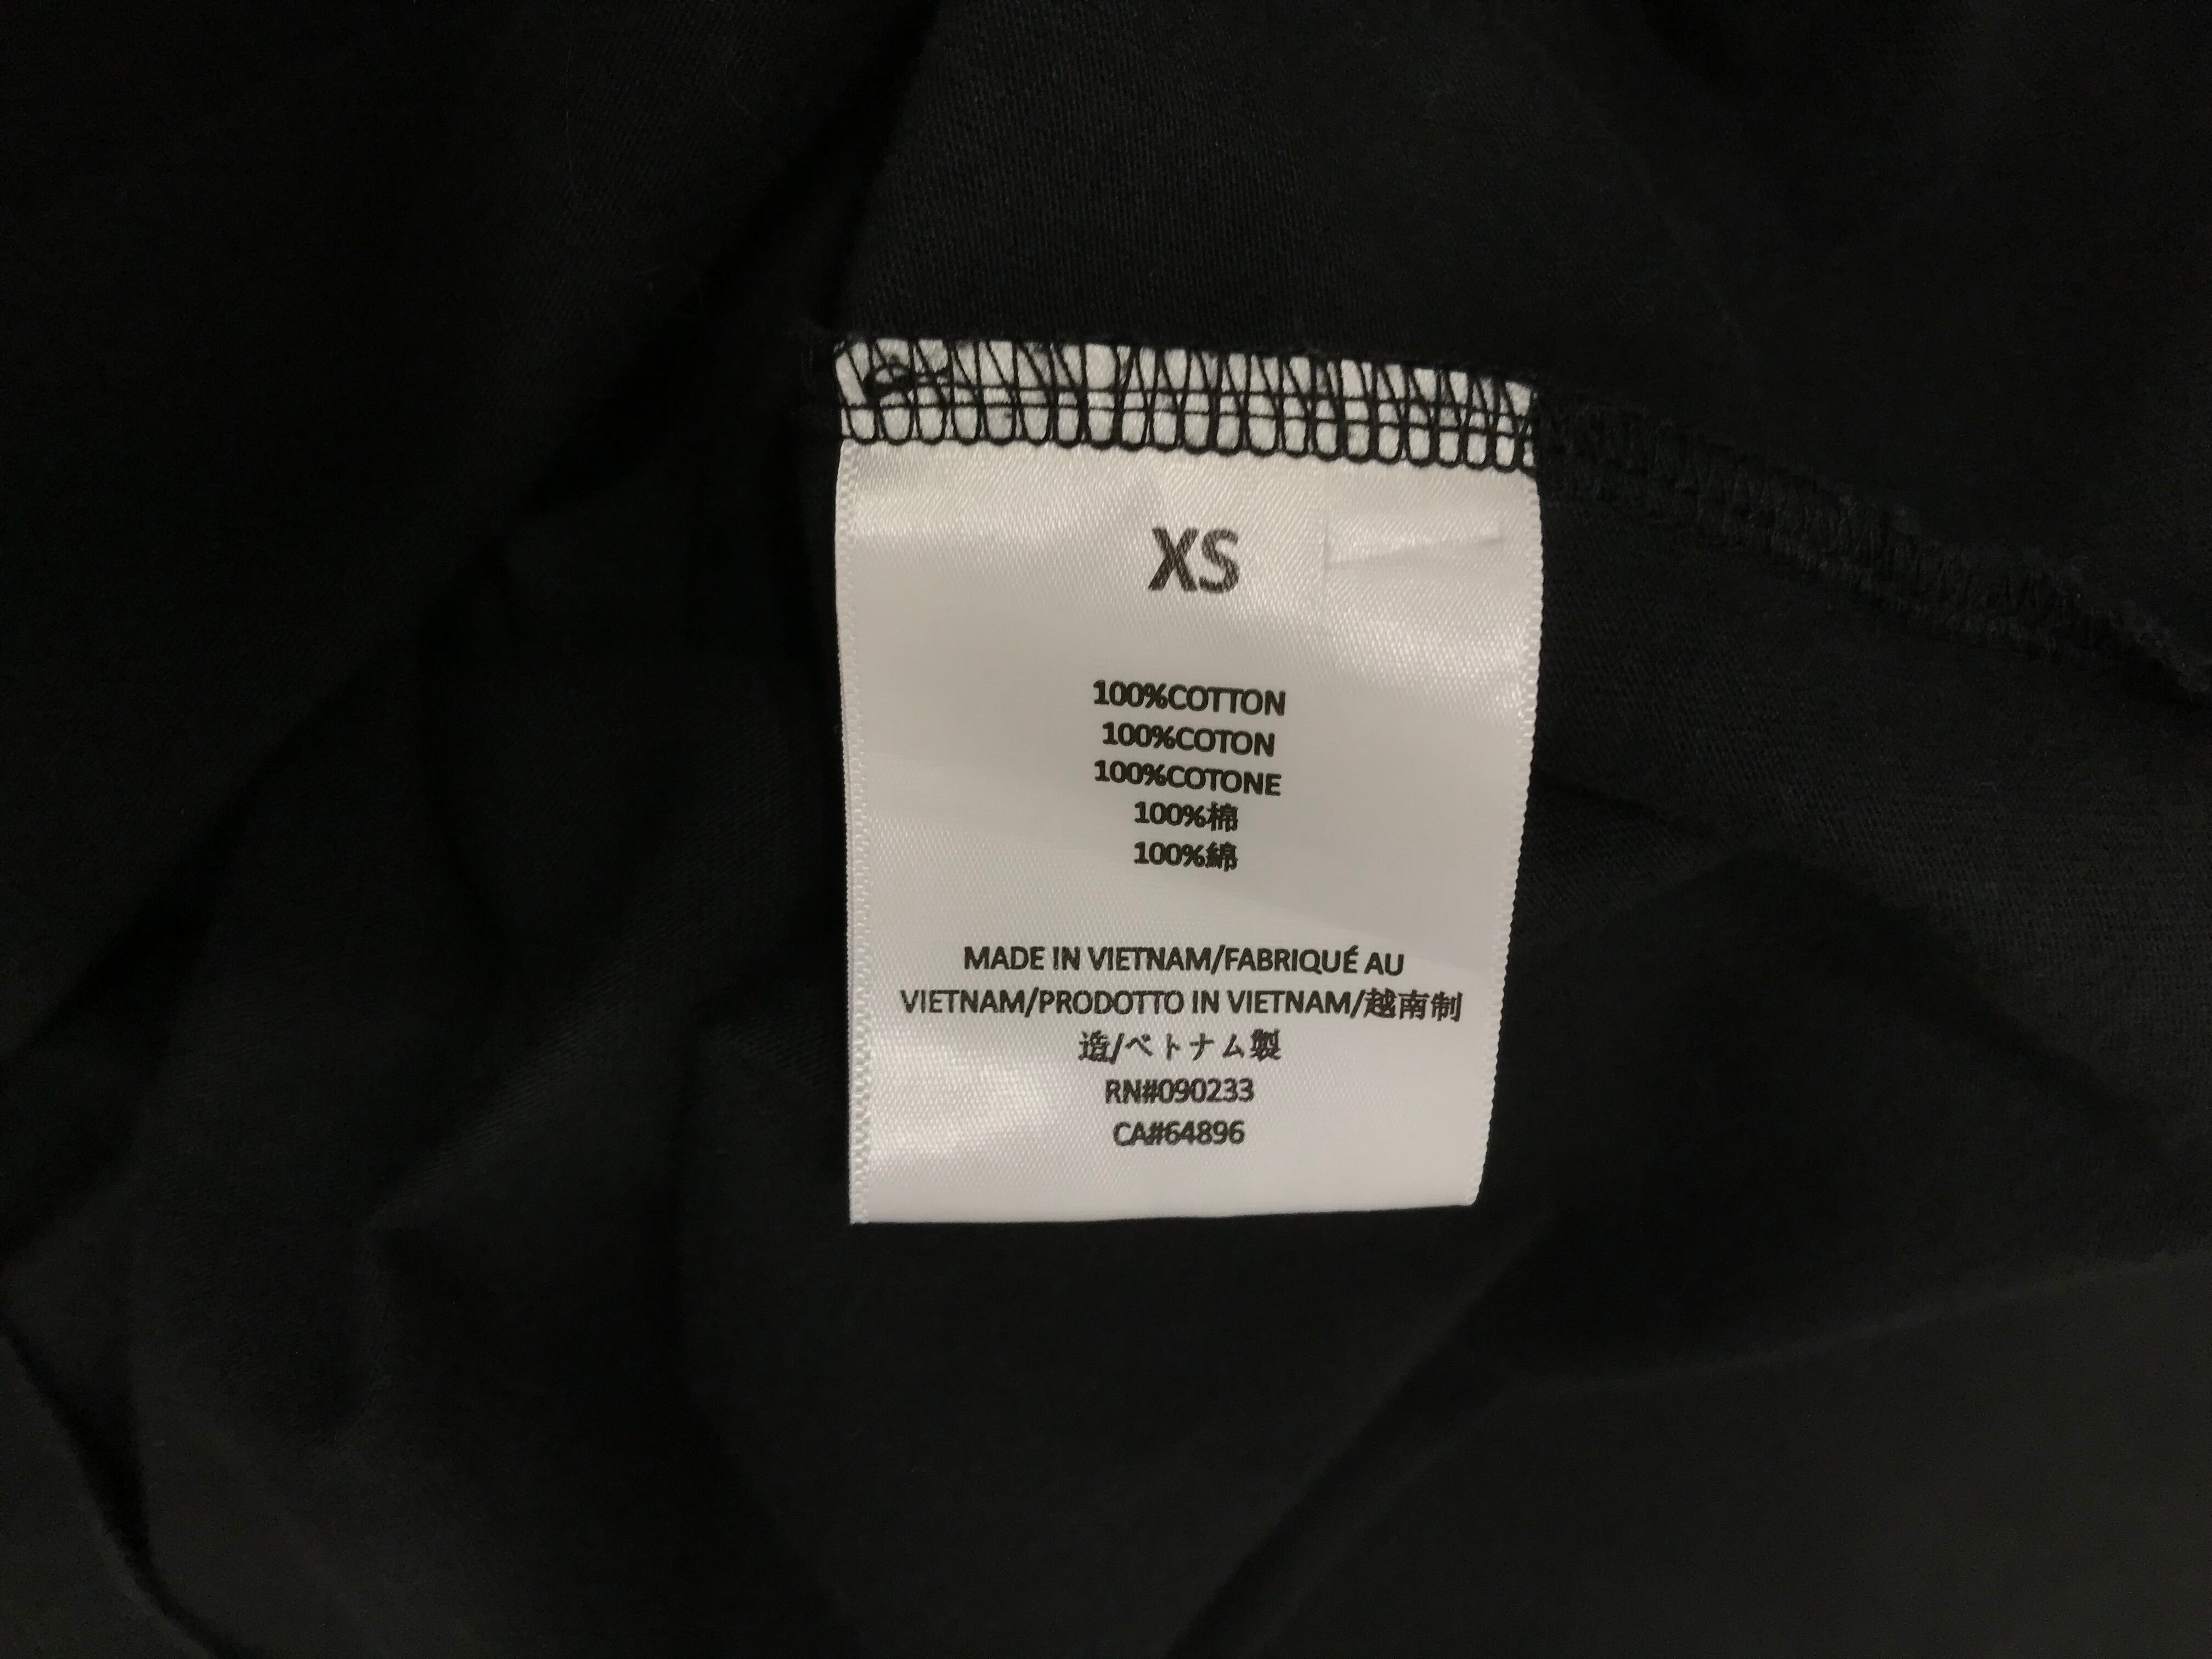 XS
100%COTTON
100%COTON
100%COTONE
100%棉
100%綿
MADE IN VIETNAM/FABRIQUÉ AU
VIETNAM/PRODOTTO IN VIETNAM/越南制
造/ベトナム製
RN#090233
CA#64896